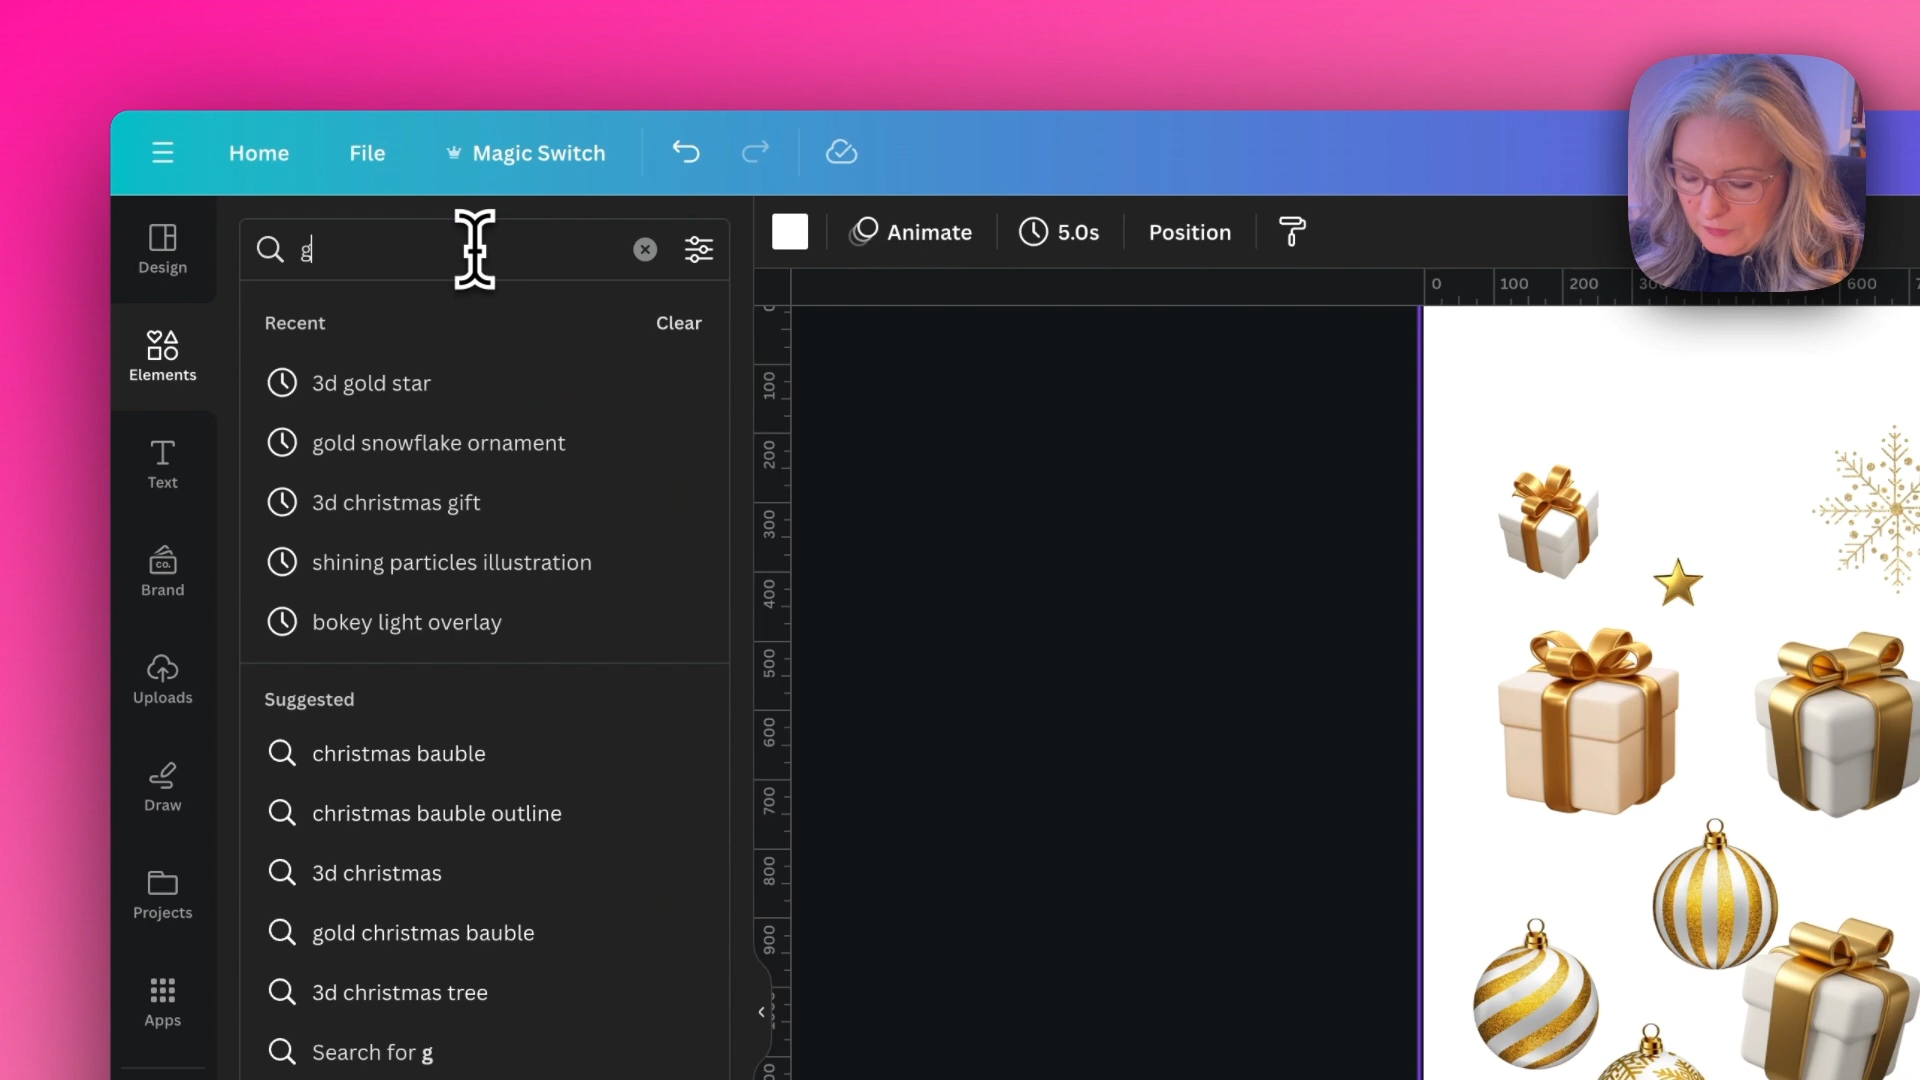 Home
File
Magic Switch
Design
g
Animate
5.0s
Position
0
100
200
600
Recent
Clear
Elements
3d gold star
gold snowflake ornament
Text
3d christmas gift
shining particles illustration
Brand
CO.
bokey light overlay
Uploads
Suggested
christmas bauble
Draw
christmas bauble outline
3d christmas
Projects
gold christmas bauble
3d christmas tree
Apps
Search for g
100
200
300
400
500
600
700
800
900